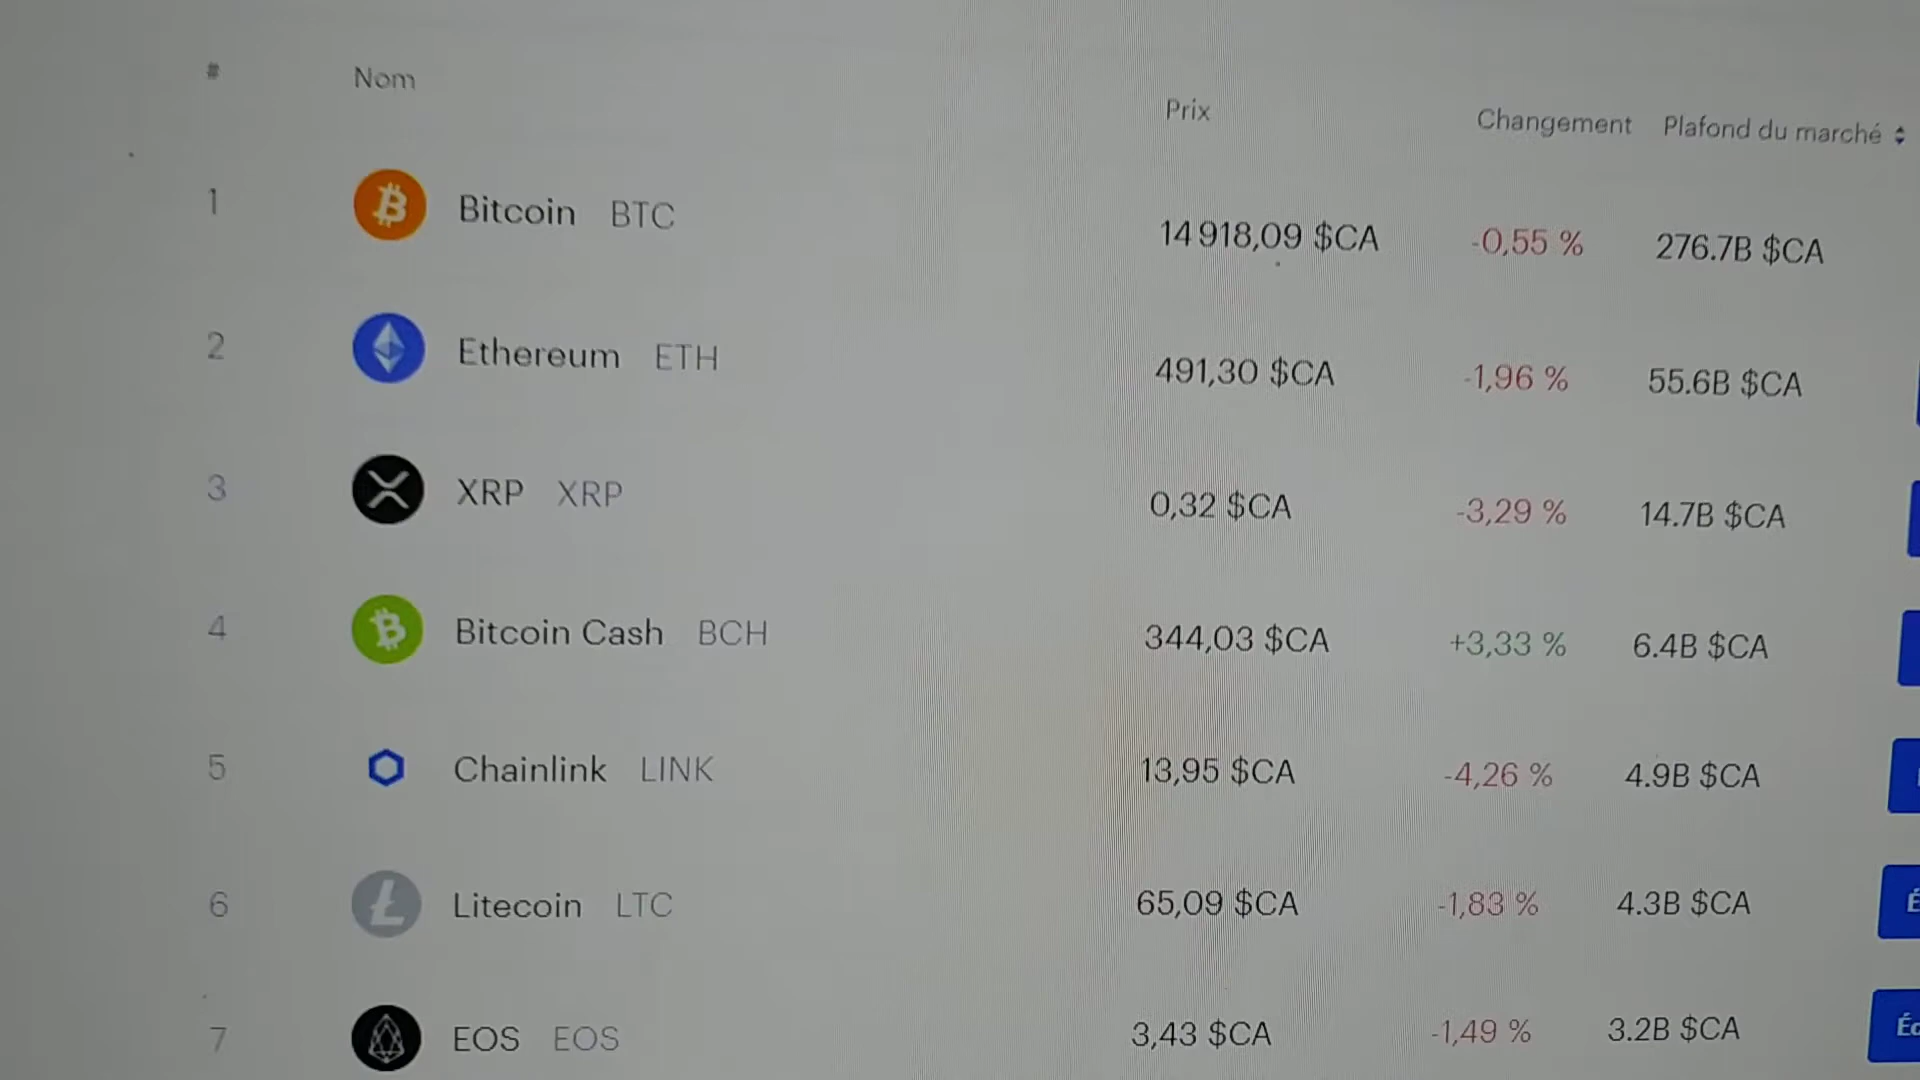 # Nom Prix Changement Plafond du marché
1 Bitcoin BTC 14 918,09 $CA -0,55 % 276.7B $CA
2 Ethereum ETH 491,30 $CA -1,96 % 55.6B $CA
3 XRP XRP 0,32 $CA -3,29 % 14.7B $CA
4 Bitcoin Cash BCH 344,03 $CA +3,33 % 6.4B $CA
5 Chainlink LINK 13,95 $CA -4,26 % 4.9B $CA
6 Litecoin LTC 65,09 $CA -1,83 % 4.3B $CA
7 EOS EOS 3,43 $CA -1,49 % 3.2B $CA